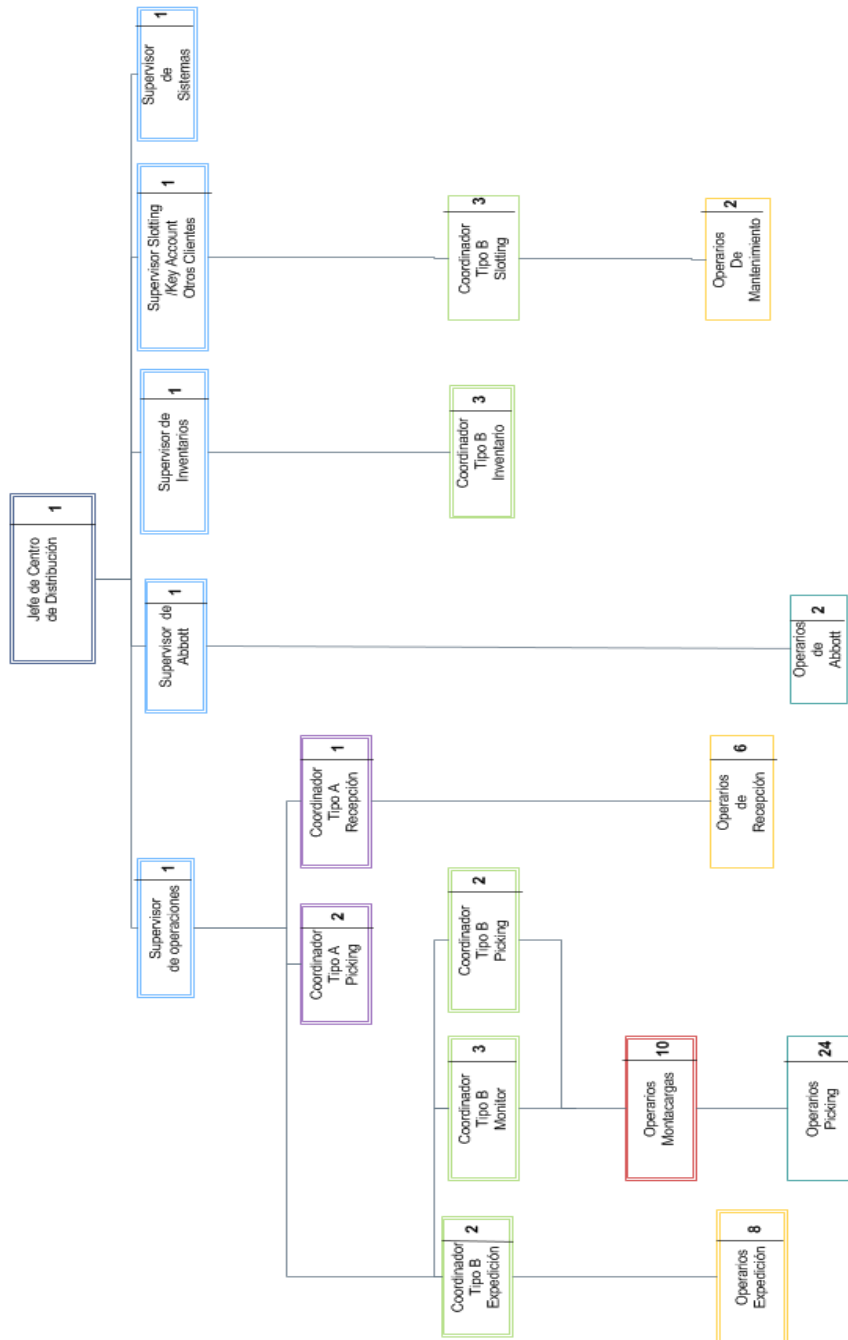 Jefe de Centro
de Distribución
1
Supervisor
de operaciones
1
Supervisor de
Abbott
1
Supervisor de
Inventarios
1
Supervisor Slotting
/Key Account
Otros Clientes
1
Supervisor
de
Sistemas
1
Coordinador
Tipo A
Picking
2
Coordinador
Tipo A
Recepción
1
Coordinador
Tipo B
Expedición
2
Coordinador
Tipo B
Monitor
3
Coordinador
Tipo B
Picking
2
Coordinador
Tipo B
Inventario
3
Coordinador
Tipo B
Slotting
3
Operarios
Montacargas
10
Operarios
Expedición
8
Operarios
de
Recepción
6
Operarios
De
Mantenimiento
2
Operarios
Picking
24
Operarios
de
Abbott
2